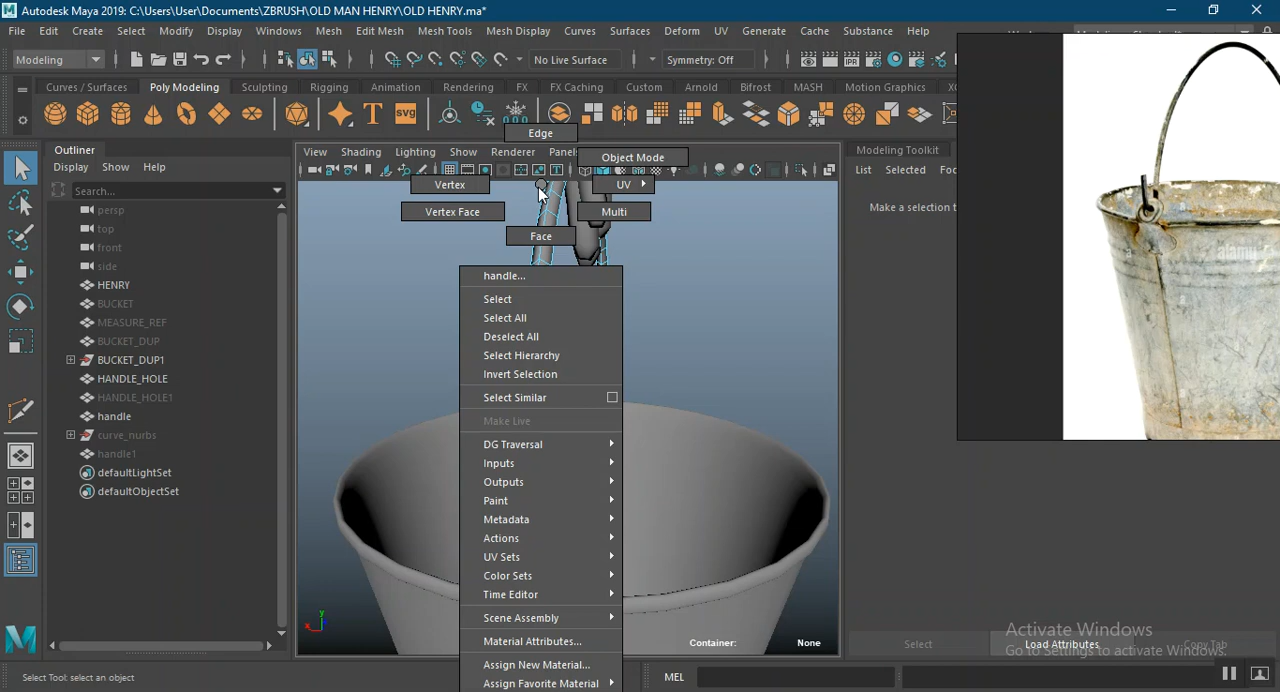 Autodesk Maya 2019: C:\Users\User\Documents\ZBRUSH\OLD MAN HENRY\OLD HENRY.ma*
File Edit Create Select Modify Display Windows Mesh Edit Mesh Mesh Tools Mesh Display Curves Surfaces Deform UV Generate Cache Substance Help
Modeling No Live Surface Symmetry: Off
Curves / Surfaces Poly Modeling Sculpting Rigging Animation Rendering FX FX Caching Custom Arnold Bifrost MASH Motion Graphics
SVG
IPR
Outliner
Display Show Help
Search...
persp
top
front
side
HENRY
BUCKET
MEASURE_REF
BUCKET_DUP
BUCKET_DUP1
HANDLE_HOLE
HANDLE_HOLE1
handle
curve_nurbs
handle1
defaultLightSet
defaultObjectSet
View Shading Lighting Show Renderer Panels
Edge
Object Mode
Vertex
UV
Vertex Face
Multi
Face
handle...
Select
Select All
Deselect All
Select Hierarchy
Invert Selection
Select Similar
Make Live
DG Traversal
Inputs
Outputs
Paint
Metadata
Actions
UV Sets
Color Sets
Time Editor
Scene Assembly
Material Attributes...
Assign New Material...
Assign Favorite Material
Container: None
y
x
Modeling Toolkit
List Selected
Make a selection
alamy
a
a
a
Activate Windows
Go to Settings to activate Windows.
Select Load Attributes Copy Tab
Select Tool: select an object
MEL